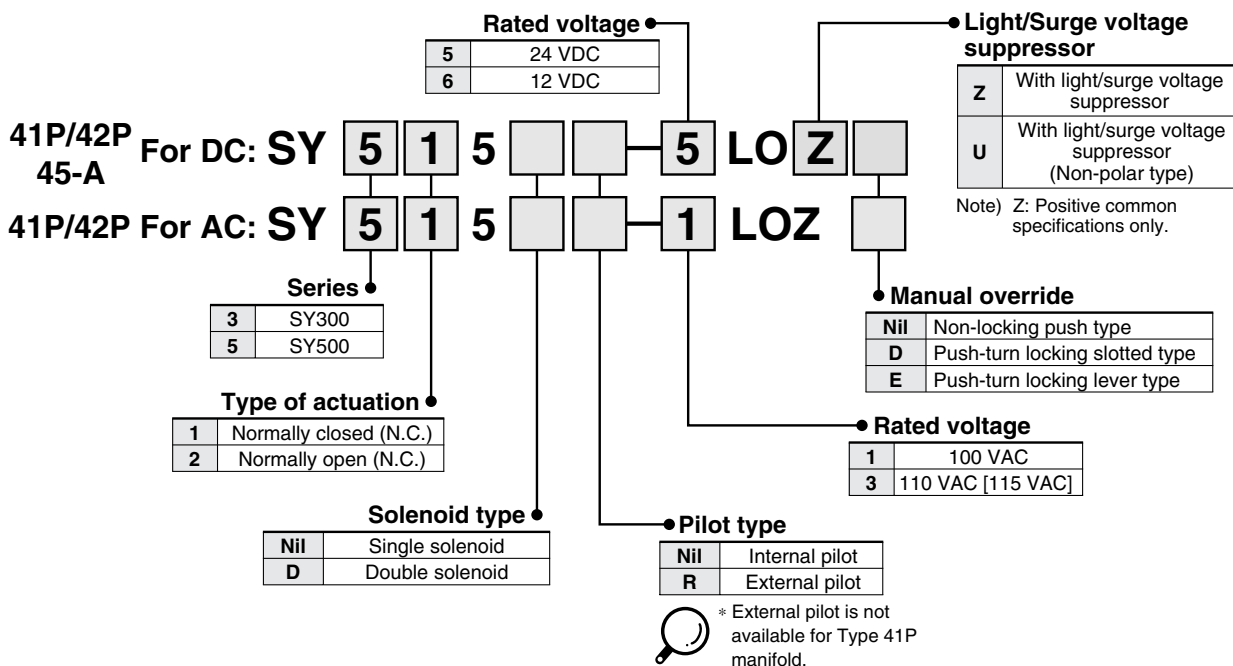 Rated voltage
5 24 VDC
6 12 VDC
Light/Surge voltage
suppressor
Z With light/surge voltage
suppressor
U With light/surge voltage
suppressor
(Non-polar type)
Note) Z: Positive common
specifications only.
41P/42P
45-A
For DC: SY 5 1 5 5 LO Z
41P/42P For AC: SY 5 1 5 1 LOZ
Series
3 SY300
5 SY500
Type of actuation
1 Normally closed (N.C.)
2 Normally open (N.C.)
Solenoid type
Nil Single solenoid
D Double solenoid
Pilot type
Nil Internal pilot
R External pilot
* External pilot is not
available for Type 41P
manifold.
Manual override
Nil Non-locking push type
D Push-turn locking slotted type
E Push-turn locking lever type
Rated voltage
1 100 VAC
3 110 VAC [115 VAC]